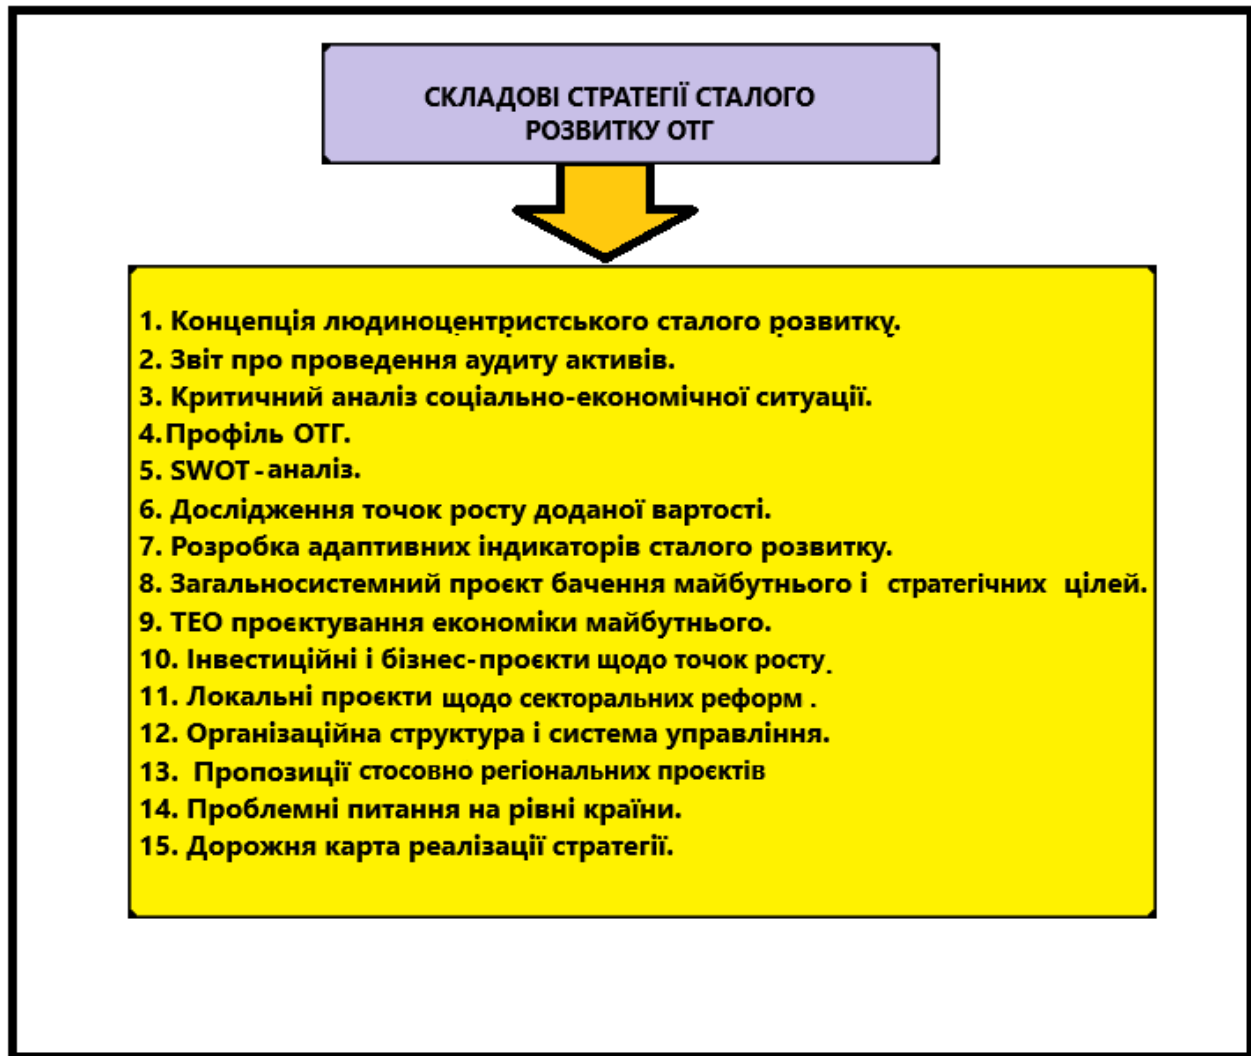 СКЛАДОВІ СТРАТЕГІЇ СТАЛОГО
РОЗВИТКУ ОТГ
1. Концепція людиноцентристського сталого розвитку.
2. Звіт про проведення аудиту активів.
3. Критичний аналіз соціально-економічної ситуації.
4.Профіль ОТГ.
5. SWOT-аналіз.
6. Дослідження точок росту доданої вартості.
7. Розробка адаптивних індикаторів сталого розвитку.
8. Загальносистемний проєкт бачення майбутнього і стратегічних цілей.
9. ТЕО проєктування економіки майбутнього.
10. Інвестиційні і бізнес-проєкти щодо точок росту.
11. Локальні проєкти щодо секторальних реформ .
12. Організаційна структура і система управління.
13. Пропозиції стосовно регіональних проєктів
14. Проблемні питання на рівні країни.
15. Дорожня карта реалізації стратегії.